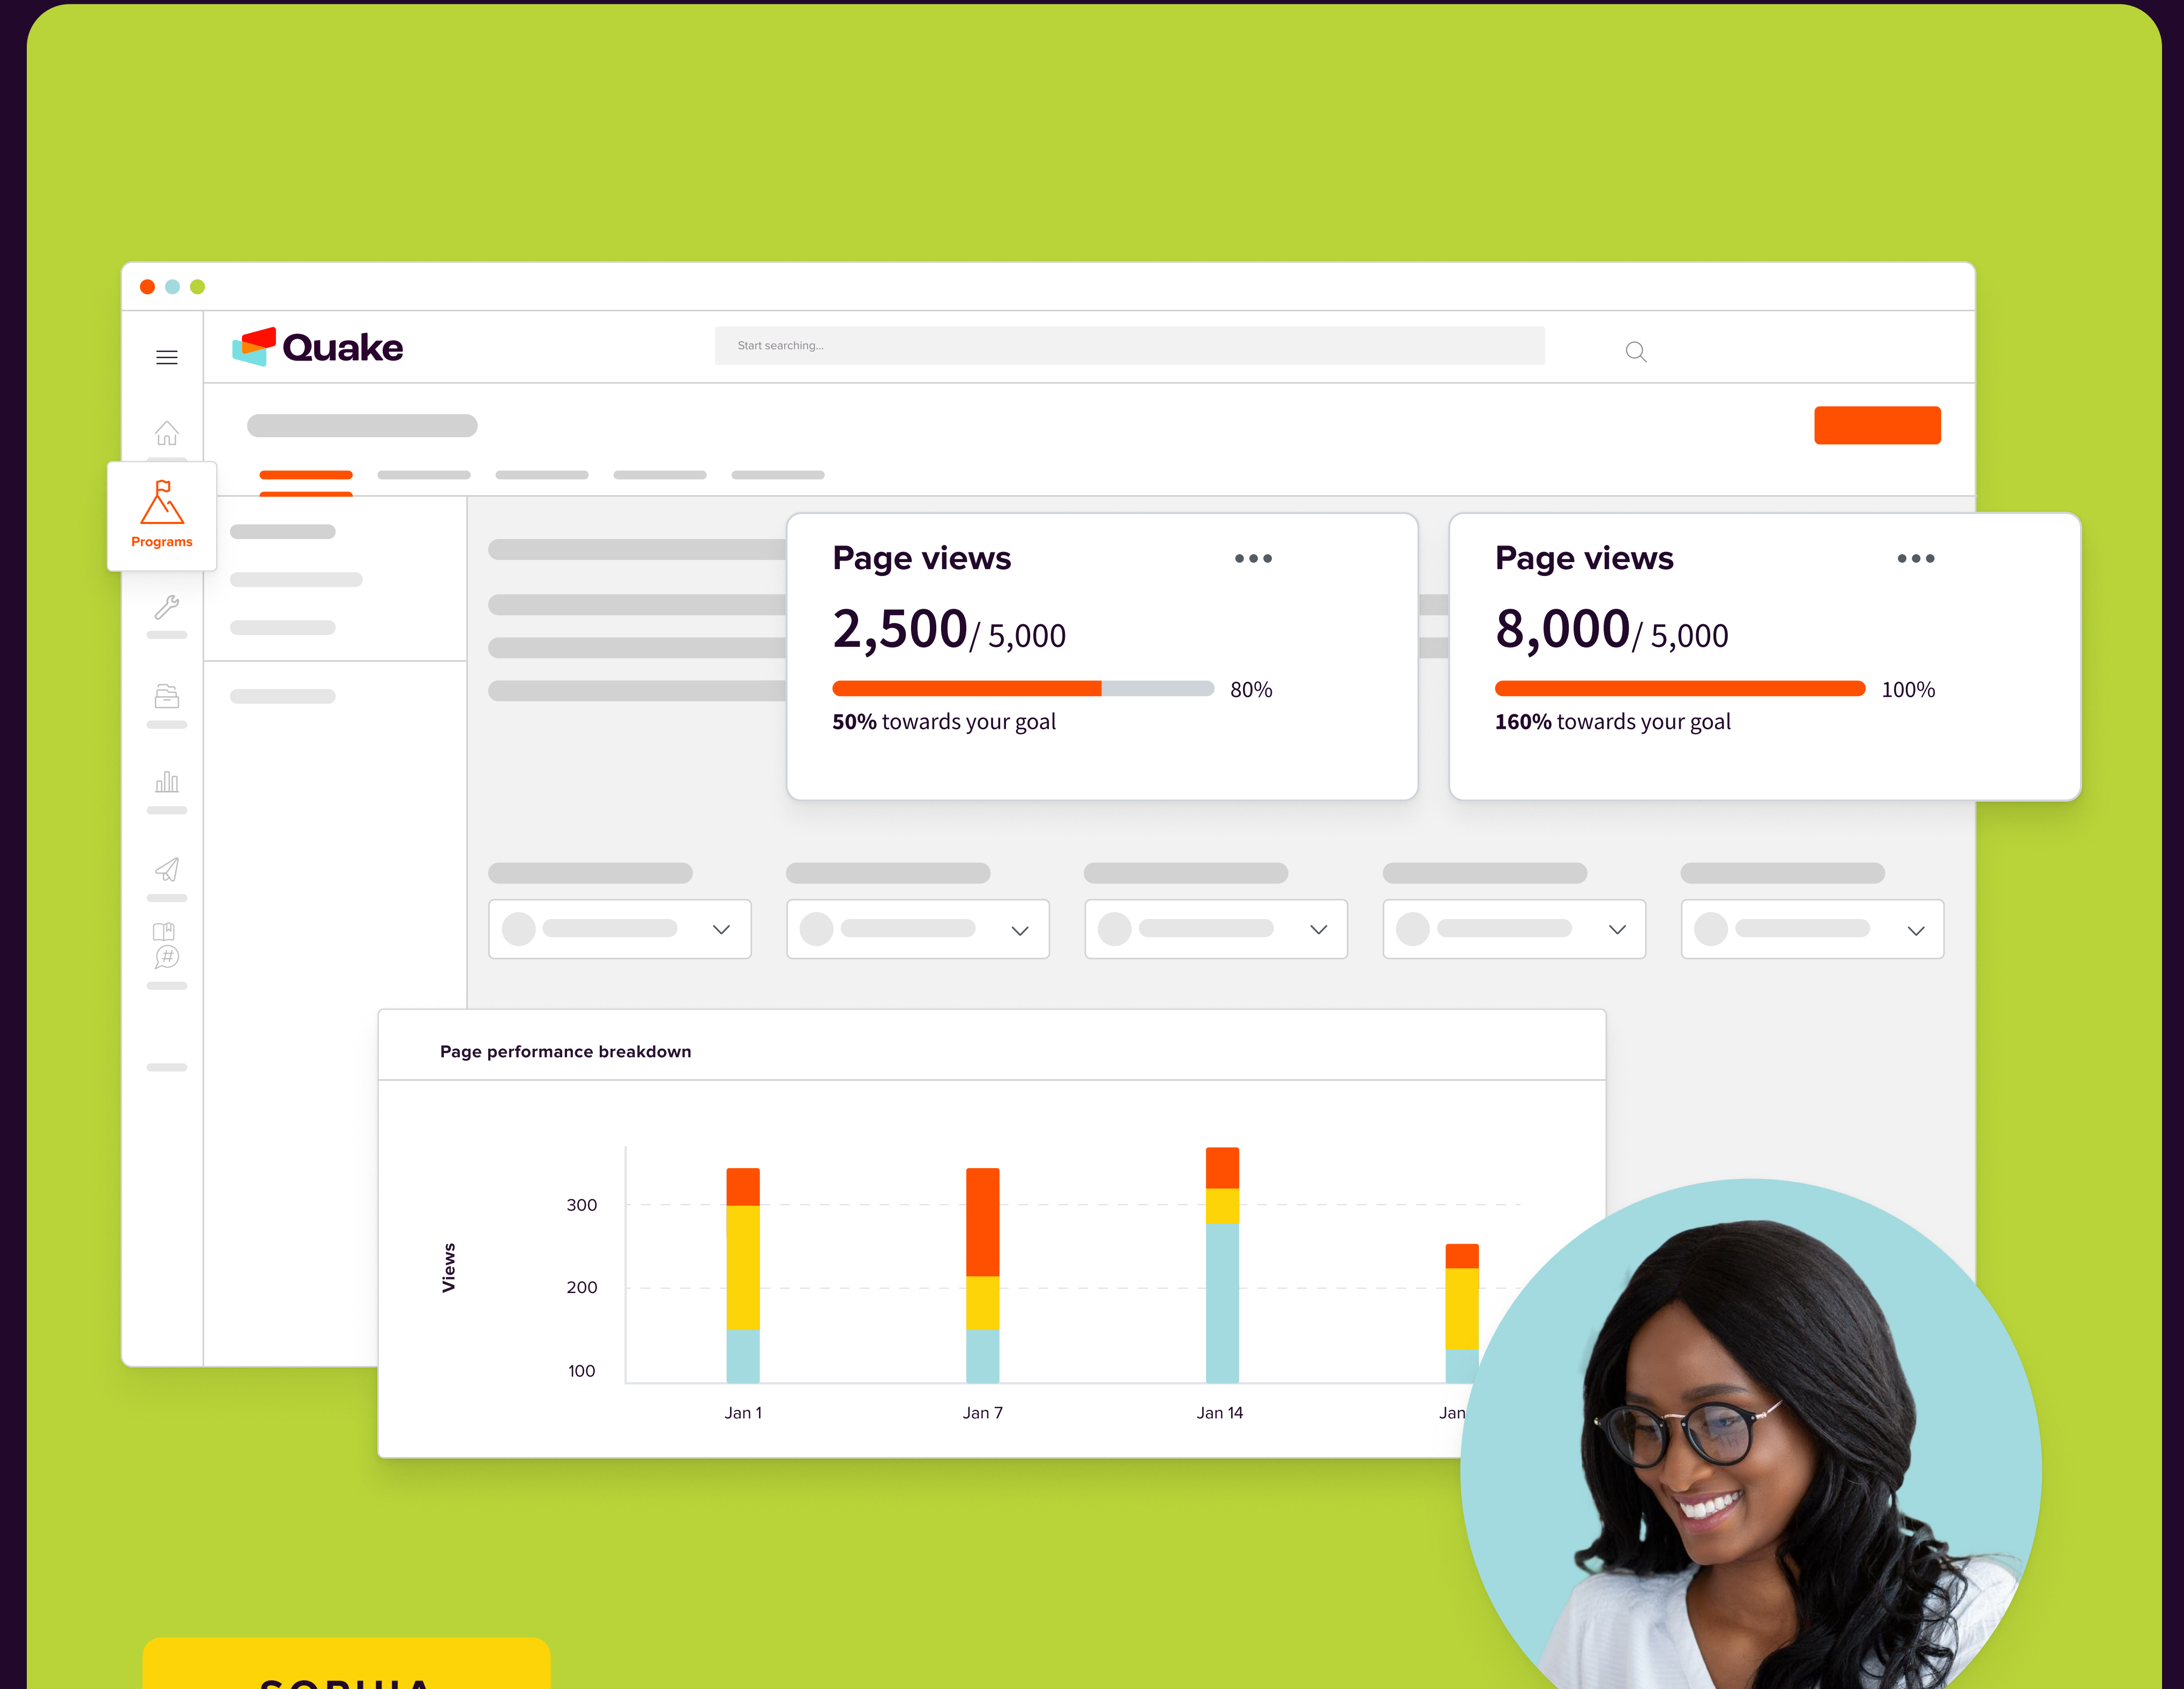 Quake
Start searching...
Programs
Page views
2,500/ 5,000
80%
50% towards your goal
Page views
8,000/ 5,000
100%
160% towards your goal
Page performance breakdown
Views
300
200
100
Jan 1
Jan 7
Jan 14
Jan
SOPHIA